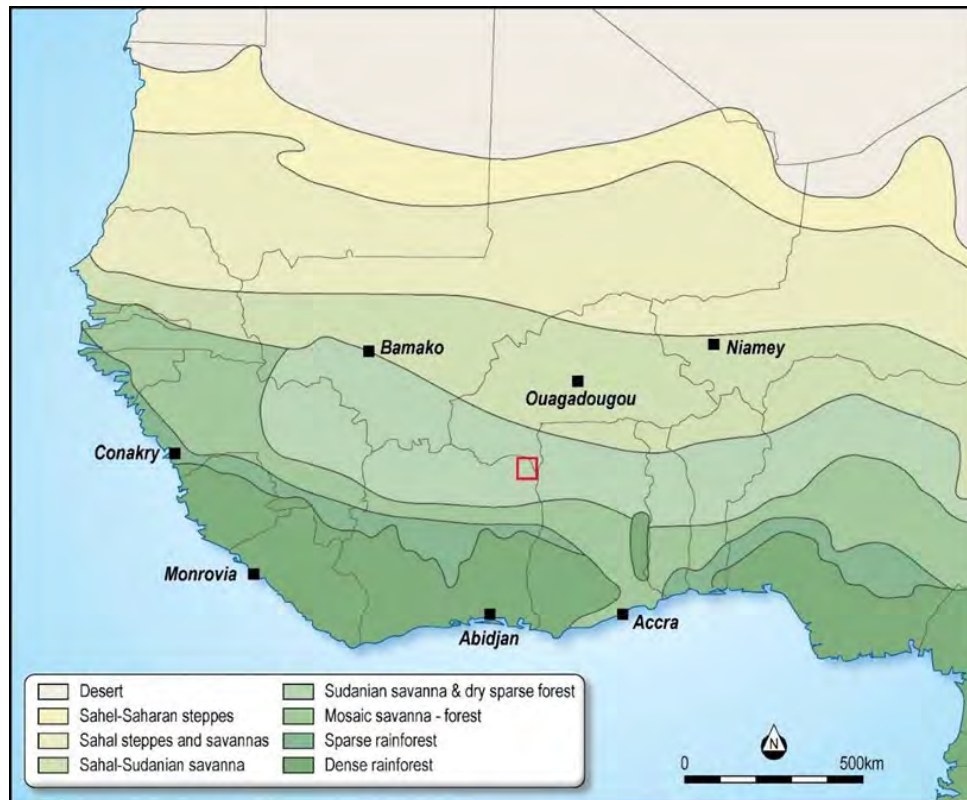 Bamako
Niamey
Ouagadougou
Conakry
Monrovia
Abidjan
Accra
Desert
Sahel-Saharan steppes
Sahal steppes and savannas
Sahal-Sudanian savanna
Sudanian savanna & dry sparse forest
Mosaic savanna - forest
Sparse rainforest
Dense rainforest
N
0 500km